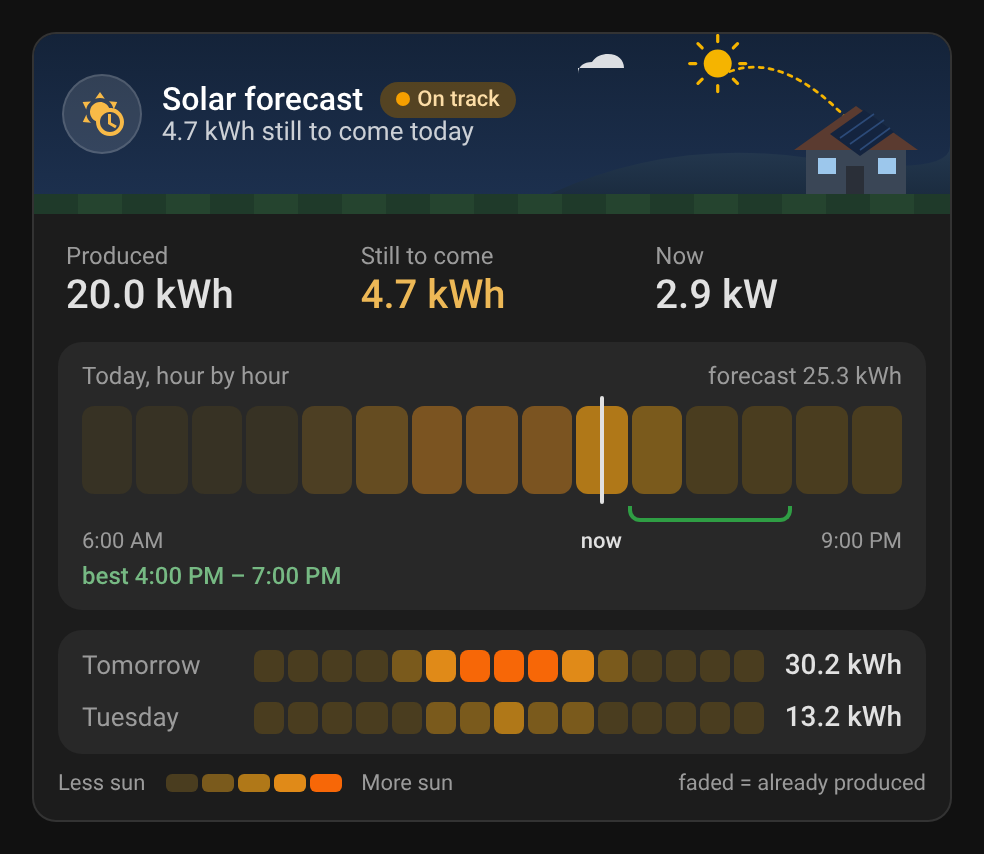 Solar forecast
On track
4.7 kWh still to come today
Produced
Still to come
Now
20.0 kWh
4.7 kWh
2.9 kW
Today, hour by hour
forecast 25.3 kWh
6:00 AM
now
9:00 PM
best 4:00 PM – 7:00 PM
Tomorrow
30.2 kWh
Tuesday
13.2 kWh
Less sun
More sun
faded = already produced